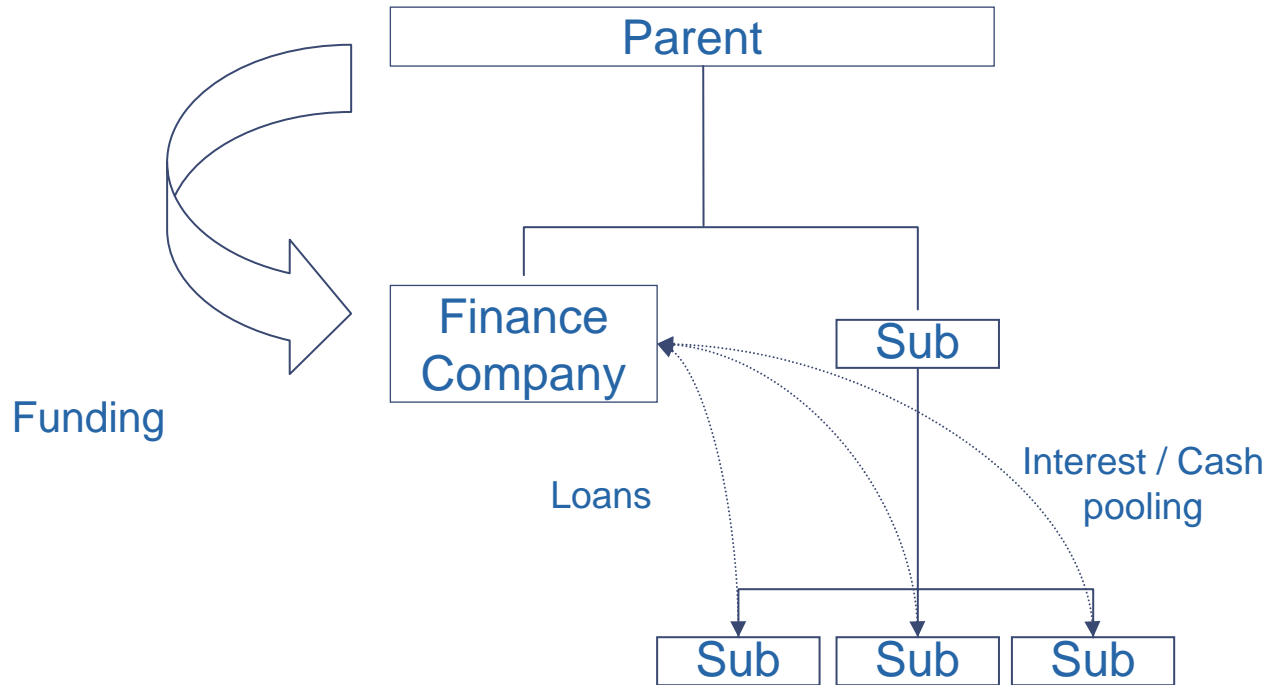 Parent
Finance
Company
Sub
Funding
Interest / Cash
pooling
Loans
Sub
Sub
Sub